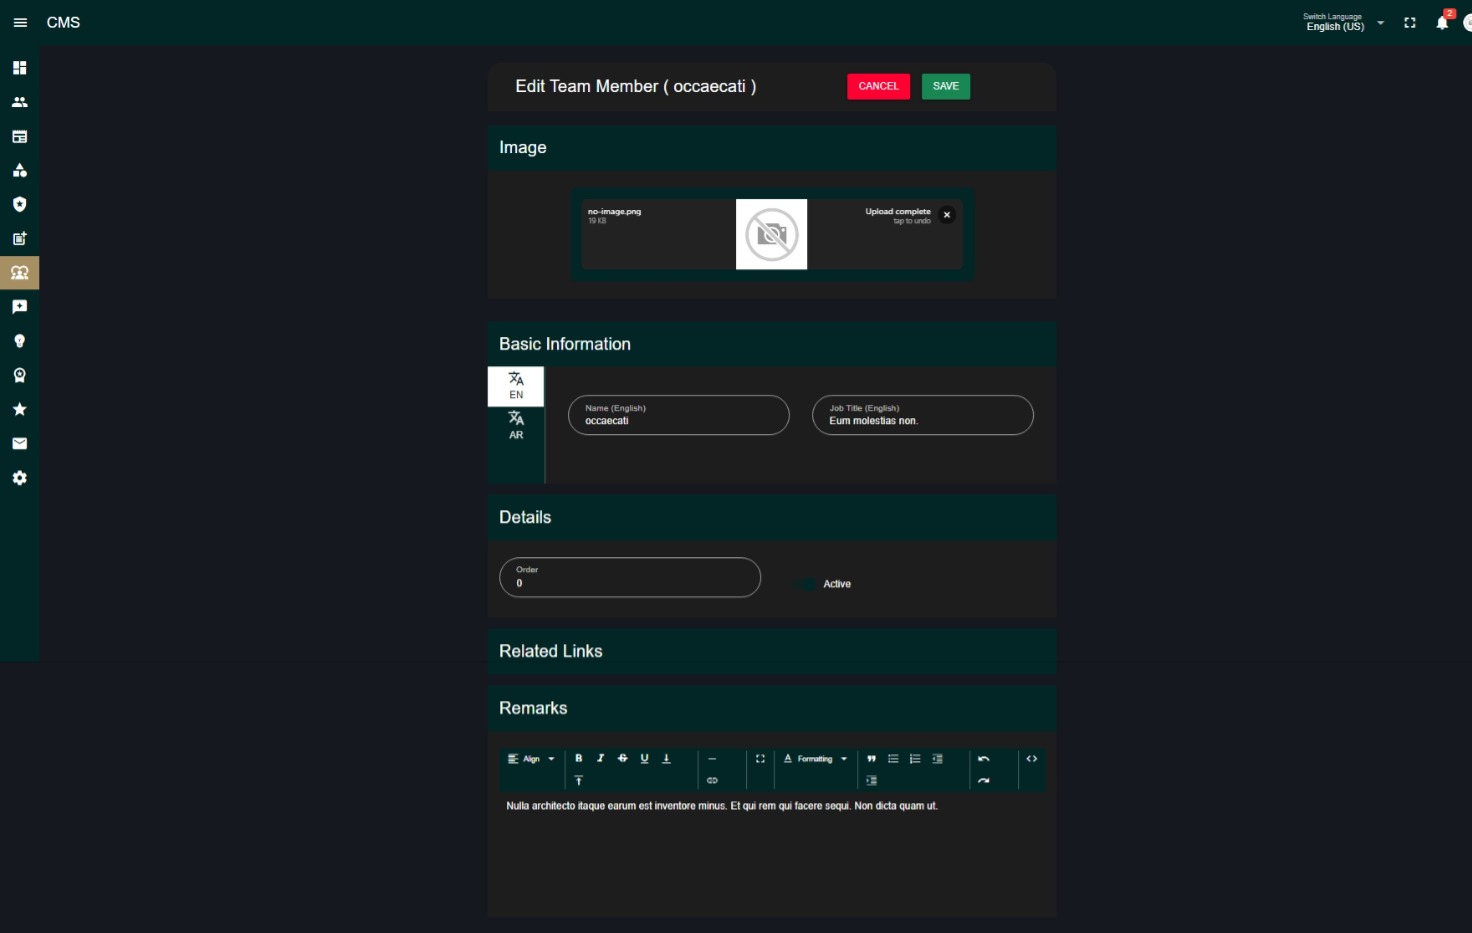 CMS
Switch Language
English (US)
2
Edit Team Member ( occaecati )
CANCEL
SAVE
Image
no-image.png
19 KB
Upload complete
tap to undo
Basic Information
EN
AR
Name (English)
occaecati
Job Title (English)
Eum molestias non.
Details
Order
0
Active
Related Links
Remarks
Align
Formatting
Nulla architecto itaque earum est inventore minus. Et qui rem qui facere sequi. Non dicta quam ut.